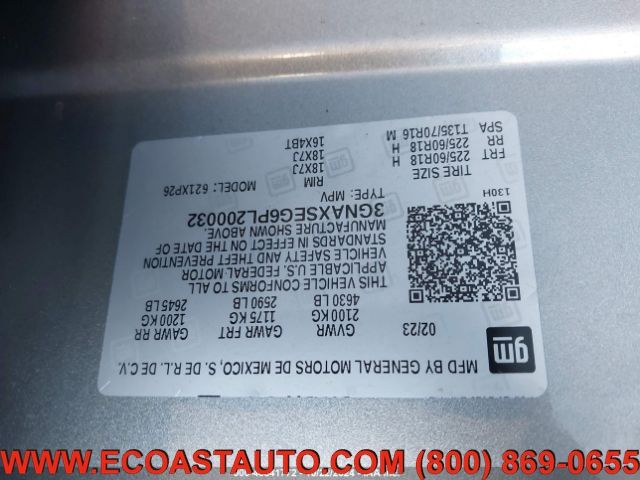 gm
MFD BY GENERAL MOTORS DE MEXICO, S. DE R.L. DE C.V.
02/23 GVWR GAWR FRT GAWR RR
2100 KG 1175 KG 1200 KG
4630 LB 2590 LB 2645 LB
THIS VEHICLE CONFORMS TO ALL
APPLICABLE U.S. FEDERAL MOTOR
VEHICLE SAFETY AND THEFT PREVENTION
STANDARDS IN EFFECT ON THE DATE OF
MANUFACTURE SHOWN ABOVE.
3GNAXSEG6PL200032
TYPE: MPV MODEL: 621XP26
130H
TIRE SIZE RIM
FRT 225/60R18 H 18X7J
RR 225/60R18 H 18X7J
SPA T135/70R16 M 16X4BT
gm
WWW.ECOASTAUTO.COM (800) 869-0655